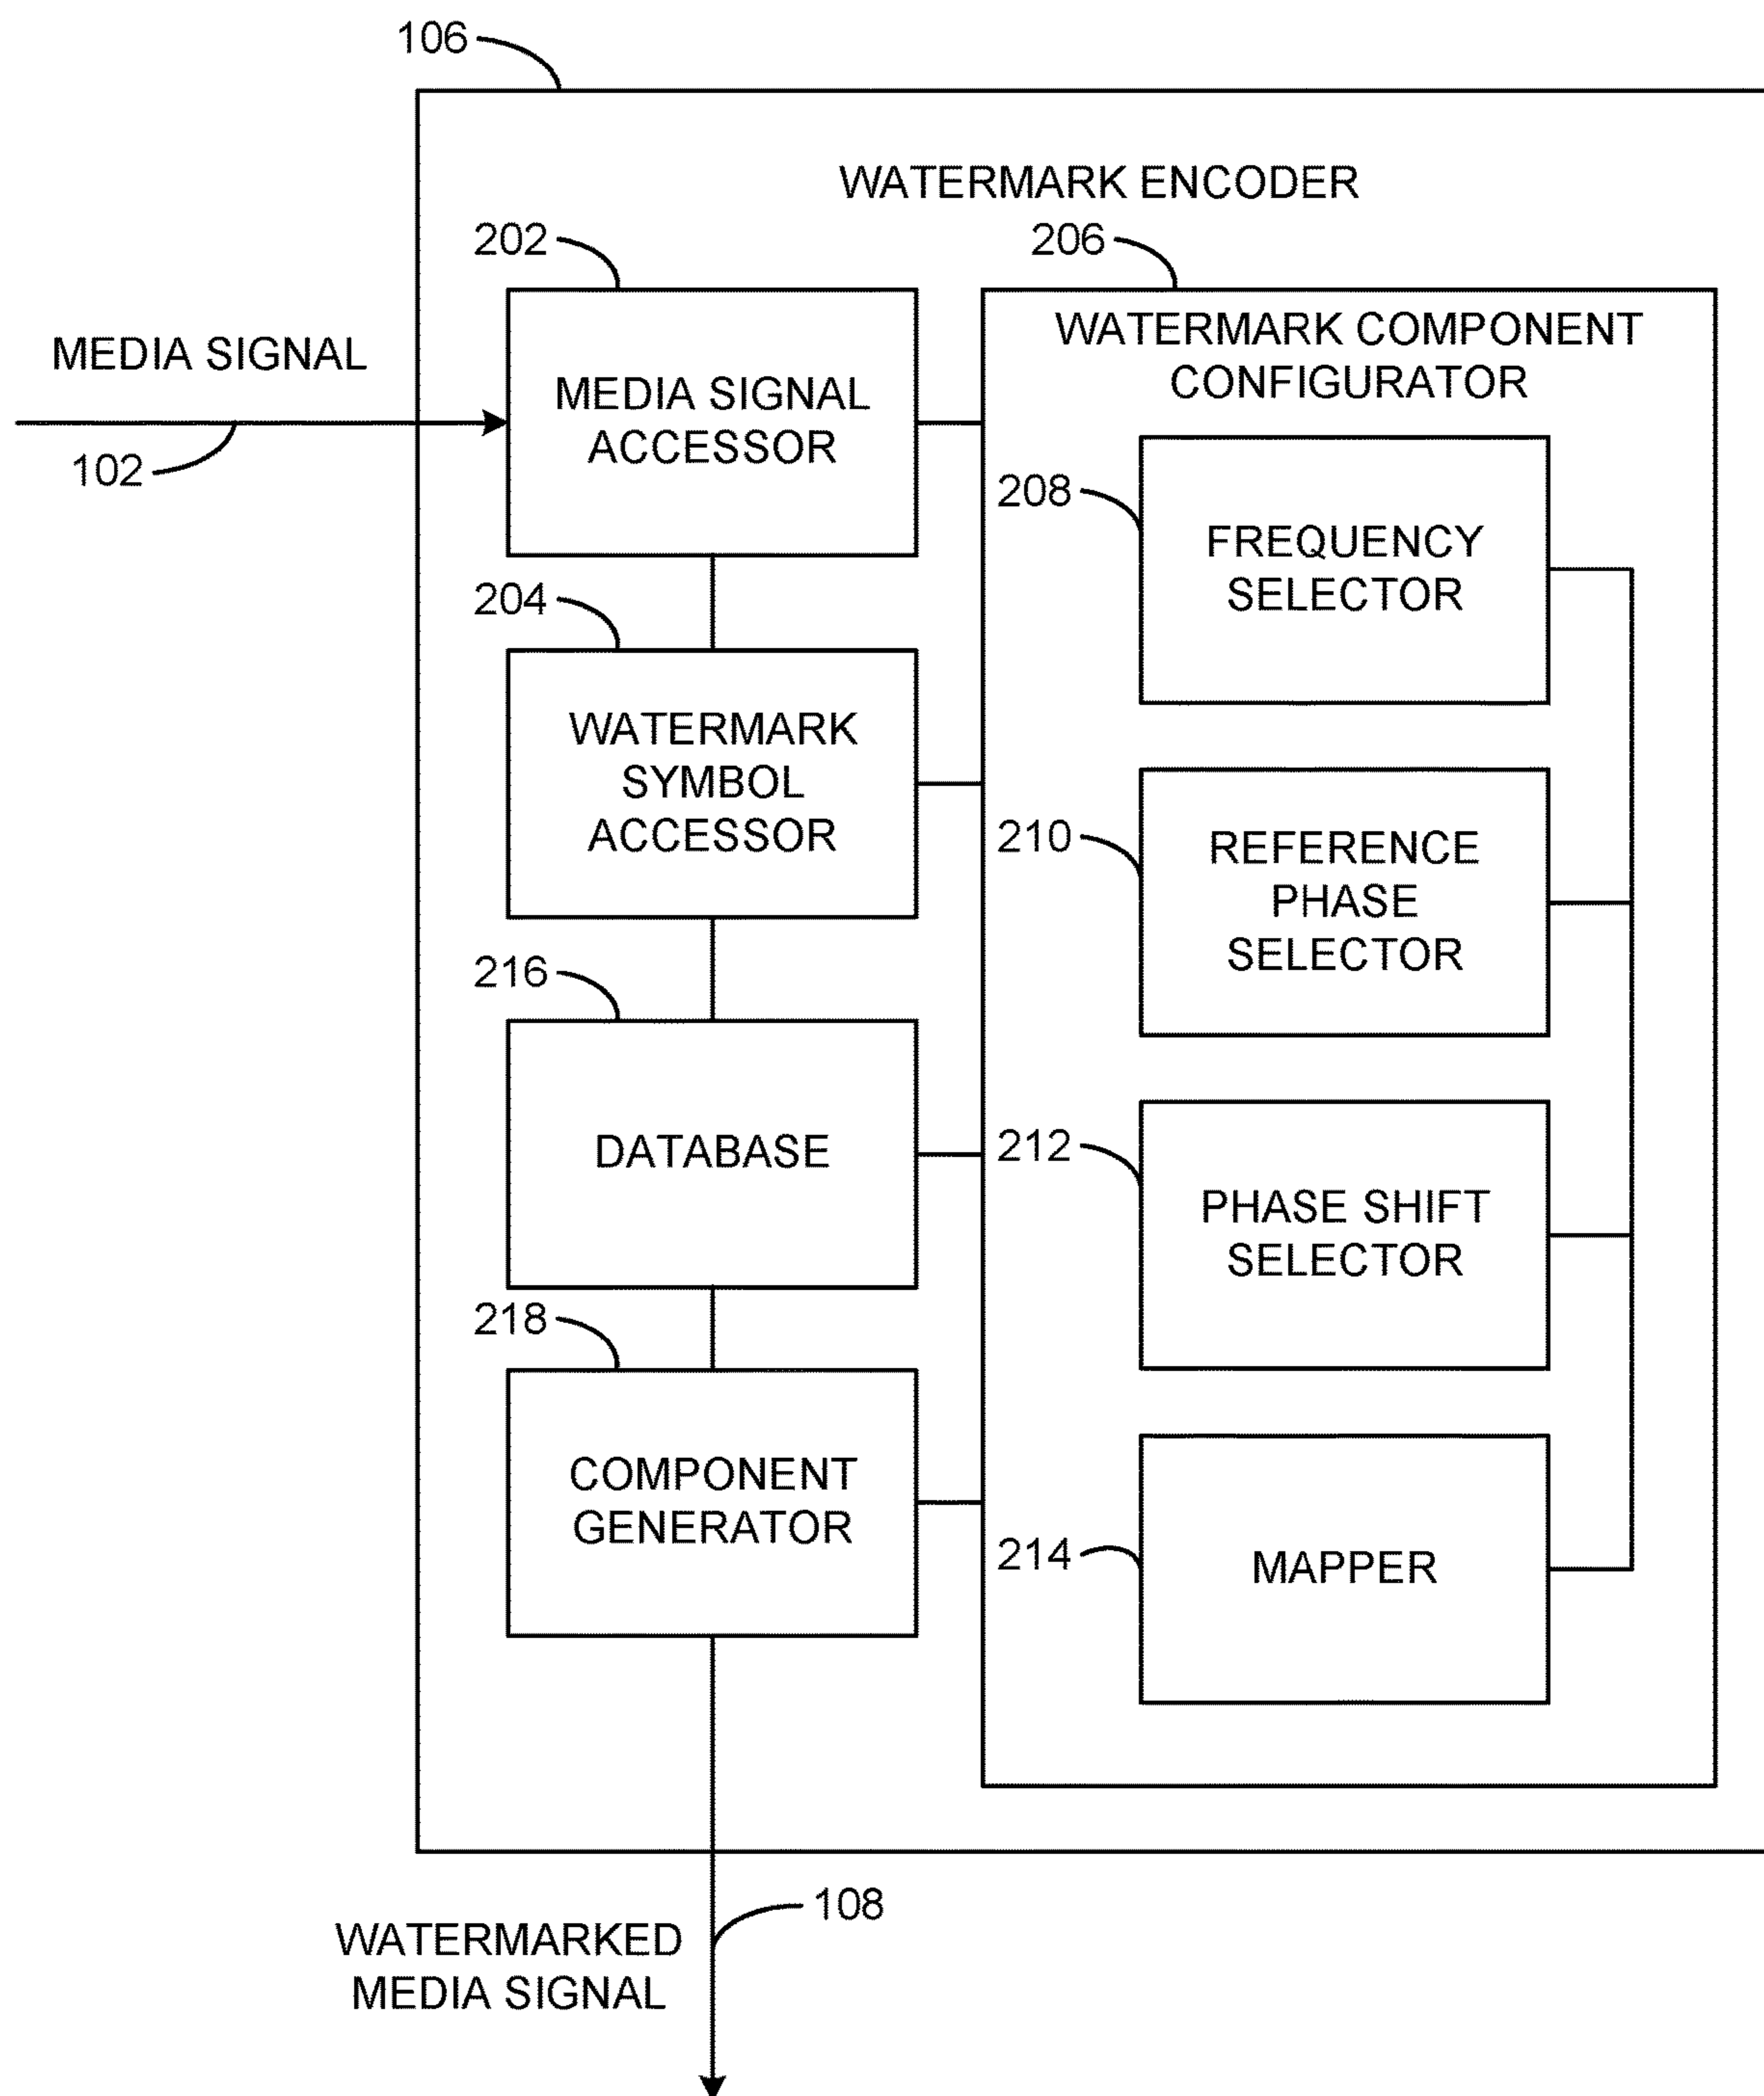 106
WATERMARK ENCODER
202
206
MEDIA SIGNAL
102
MEDIA SIGNAL
ACCESSOR
WATERMARK COMPONENT
CONFIGURATOR
208
FREQUENCY
SELECTOR
204
WATERMARK
SYMBOL
ACCESSOR
210
REFERENCE
PHASE
SELECTOR
216
DATABASE
212
PHASE SHIFT
SELECTOR
218
COMPONENT
GENERATOR
214
MAPPER
108
WATERMARKED
MEDIA SIGNAL